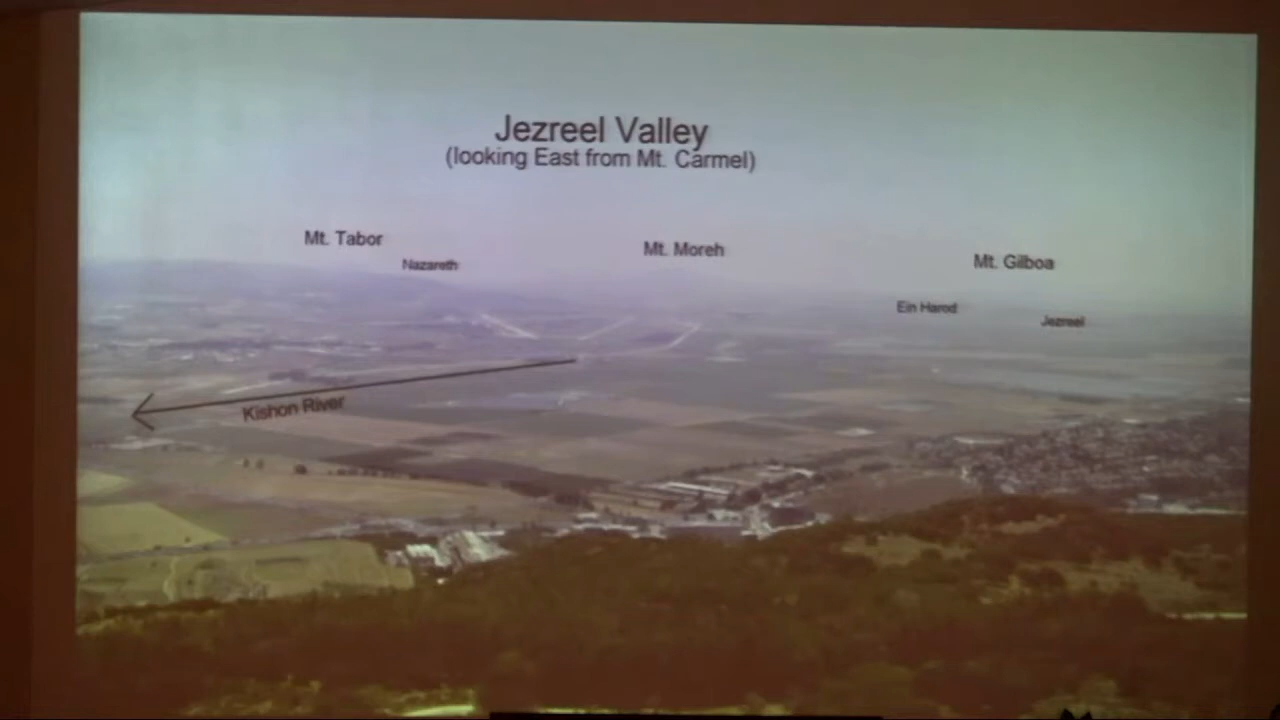 Jezreel Valley
(looking East from Mt. Carmel)
Mt. Tabor
Nazareth
Mt. Moreh
Mt. Gilboa
Ein Harod
Jezreel
Kishon River